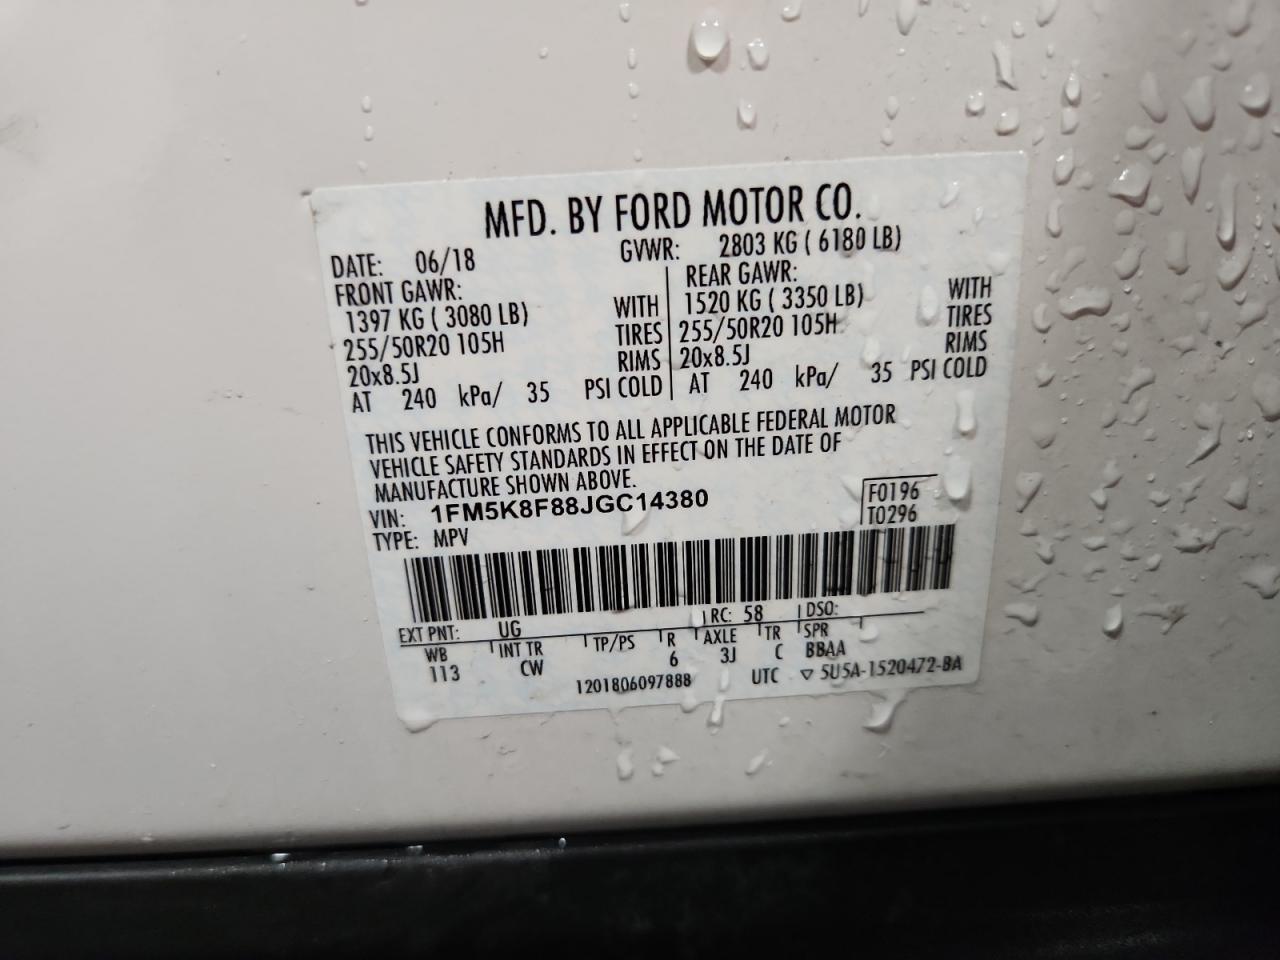 MFD. BY FORD MOTOR CO.
DATE: 06/18 GVWR: 2803 KG ( 6180 LB)
FRONT GAWR: REAR GAWR:
1397 KG ( 3080 LB) WITH 1520 KG ( 3350 LB) WITH
255/50R20 105H TIRES 255/50R20 105H TIRES
20x8.5J RIMS 20x8.5J RIMS
AT 240 kPa/ 35 PSI COLD AT 240 kPa/ 35 PSI COLD
THIS VEHICLE CONFORMS TO ALL APPLICABLE FEDERAL MOTOR
VEHICLE SAFETY STANDARDS IN EFFECT ON THE DATE OF
MANUFACTURE SHOWN ABOVE.
VIN: 1FM5K8F88JGC14380 F0196
TYPE: MPV T0296
EXT PNT: UG RC: 58 DSO:
WB INT TR TP/PS R AXLE TR SPR
113 CW 6 3J C BBAA
1201806097888 UTC ▽ 5U5A-1520472-BA